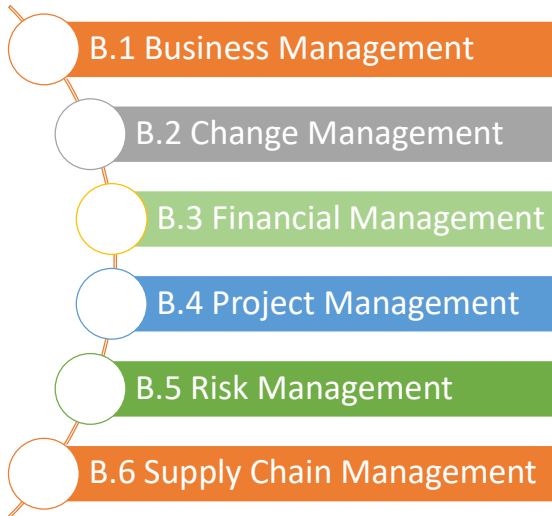 B.1 Business Management
B.2 Change Management
B.3 Financial Management
B.4 Project Management
B.5 Risk Management
B.6 Supply Chain Management